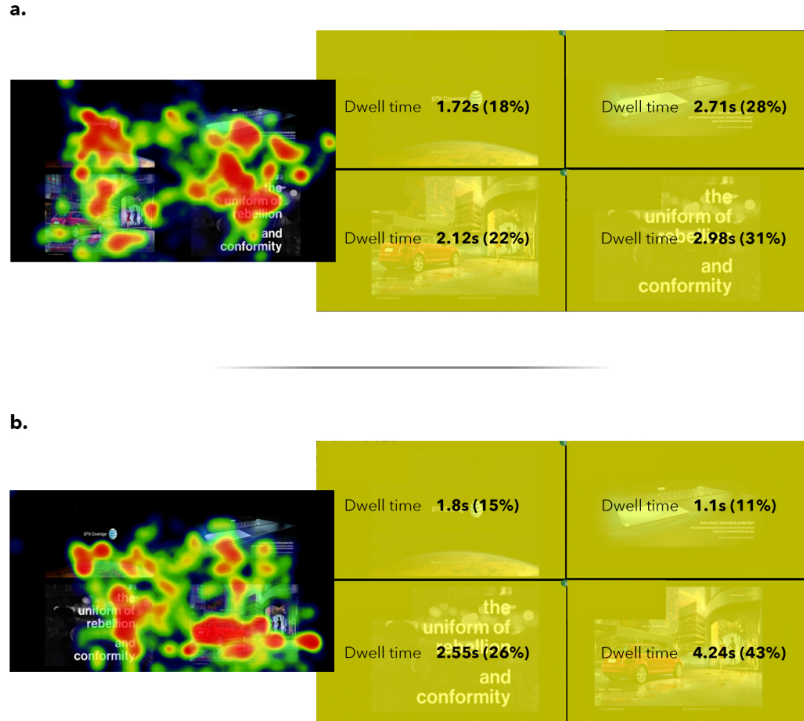 a.
Dwell time 1.72s (18%)
Dwell time 2.71s (28%)
the
uniform of
rebellion
and
conformity
Dwell time 2.12s (22%)
Dwell time 2.98s (31%)
the
uniform of
rebellion
and
conformity
b.
97% Coverage
Dwell time 1.8s (15%)
Dwell time 1.1s (11%)
the
uniform of
rebellion
and
conformity
Dwell time 2.55s (26%)
Dwell time 4.24s (43%)
the
uniform of
rebellion
and
conformity